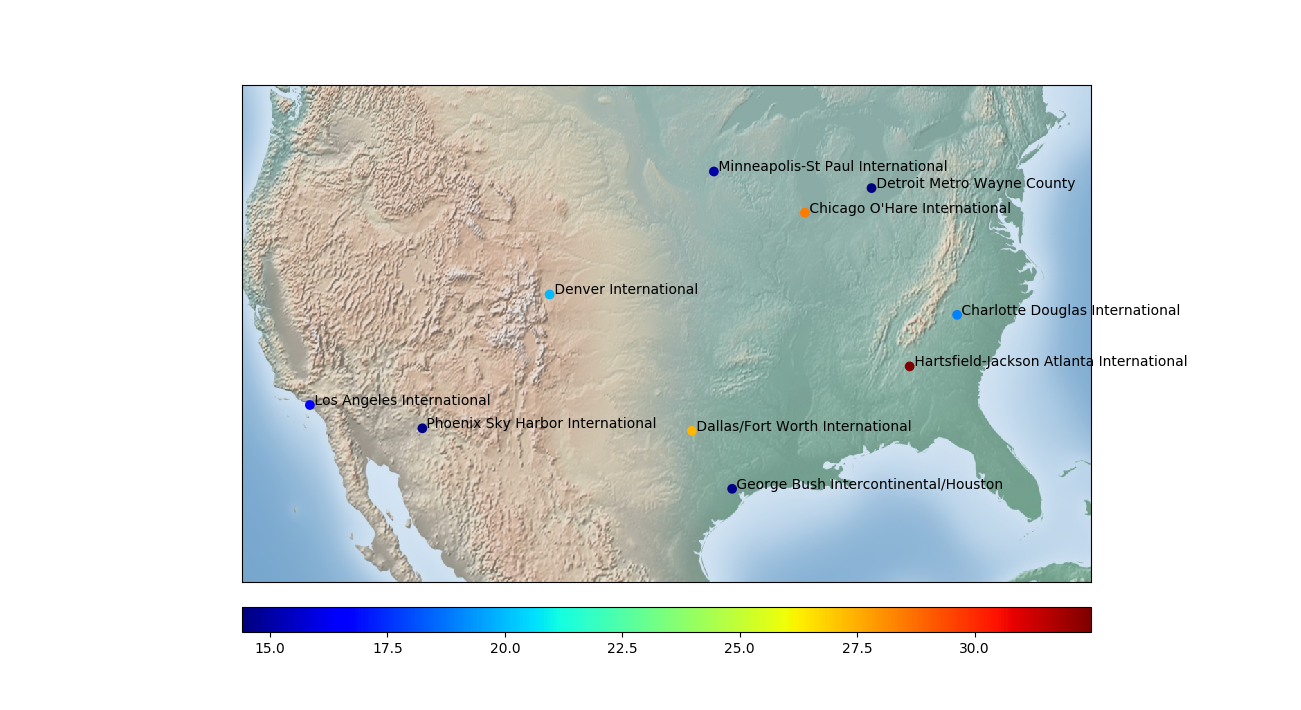 Minneapolis-St Paul International
Detroit Metro Wayne County
Chicago O'Hare International
Denver International
Charlotte Douglas International
Hartsfield-Jackson Atlanta International
Los Angeles International
Phoenix Sky Harbor International
Dallas/Fort Worth International
George Bush Intercontinental/Houston
15.0 17.5 20.0 22.5 25.0 27.5 30.0